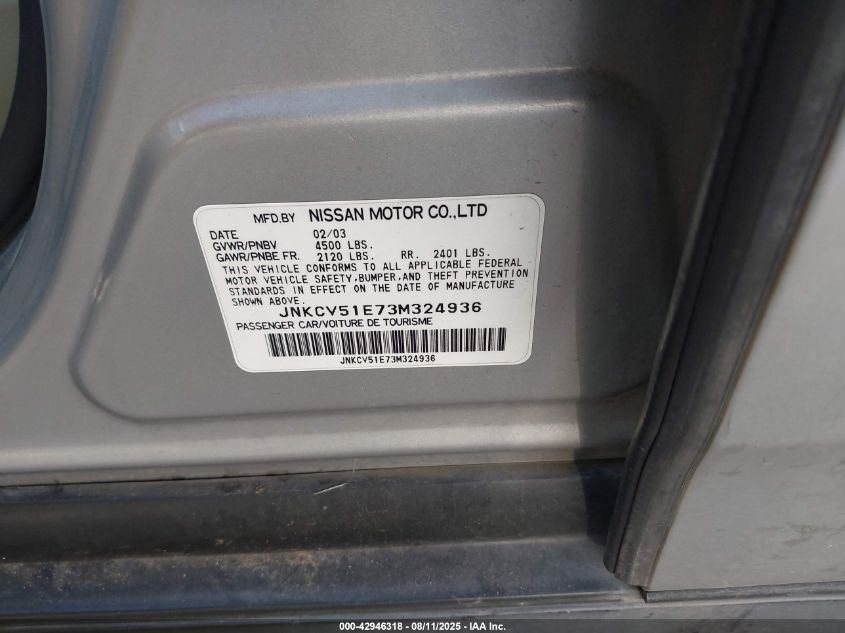 MFD.BY NISSAN MOTOR CO.,LTD
DATE 02/03
GVWR/PNBV 4500 LBS.
GAWR/PNBE FR. 2120 LBS. RR. 2401 LBS.
THIS VEHICLE CONFORMS TO ALL APPLICABLE FEDERAL
MOTOR VEHICLE SAFETY,BUMPER,AND THEFT PREVENTION
STANDARDS IN EFFECT ON THE DATE OF MANUFACTURE
SHOWN ABOVE.
JNKCV51E73M324936
PASSENGER CAR/VOITURE DE TOURISME
JNKCV51E73M324936
000-42946318 - 08/11/2025 - IAA Inc.